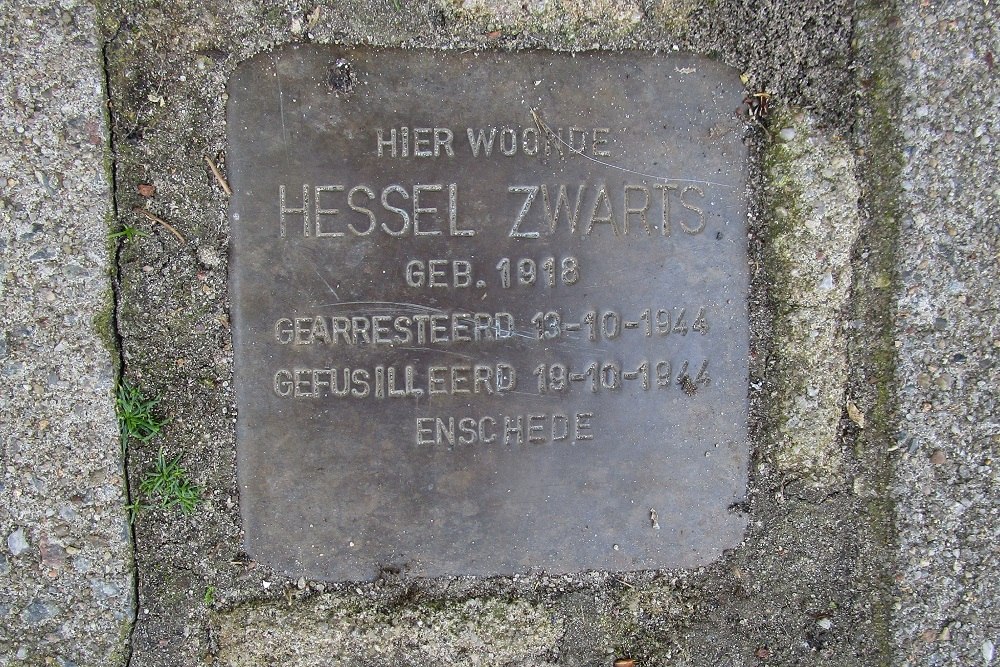 HIER WOONDE
HESSEL ZWARTS
GEB. 1918
GEARRESTEERD 13-10-1944
GEFUSILLEERD 19-10-1944
ENSCHEDE